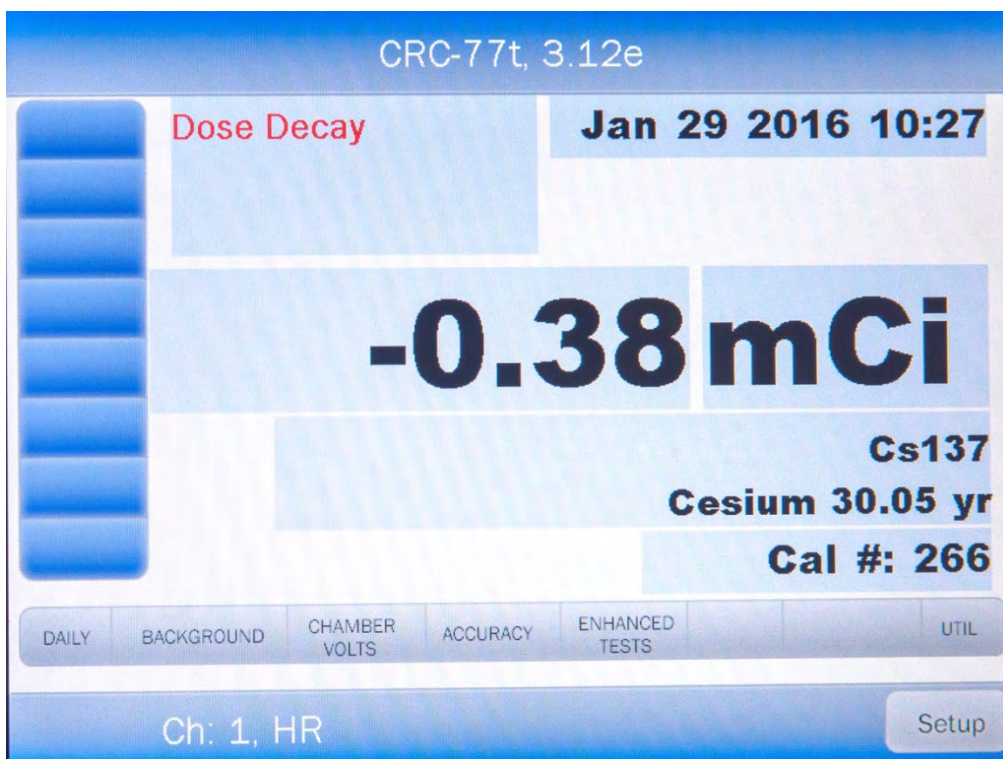 CRC-77t, 3.12e
Dose Decay
Jan 29 2016 10:27
-0.38 mCi
Cs137
Cesium 30.05 yr
Cal #: 266
DAILY
BACKGROUND
CHAMBER
VOLTS
ACCURACY
ENHANCED
TESTS
UTIL
Ch: 1, HR
Setup